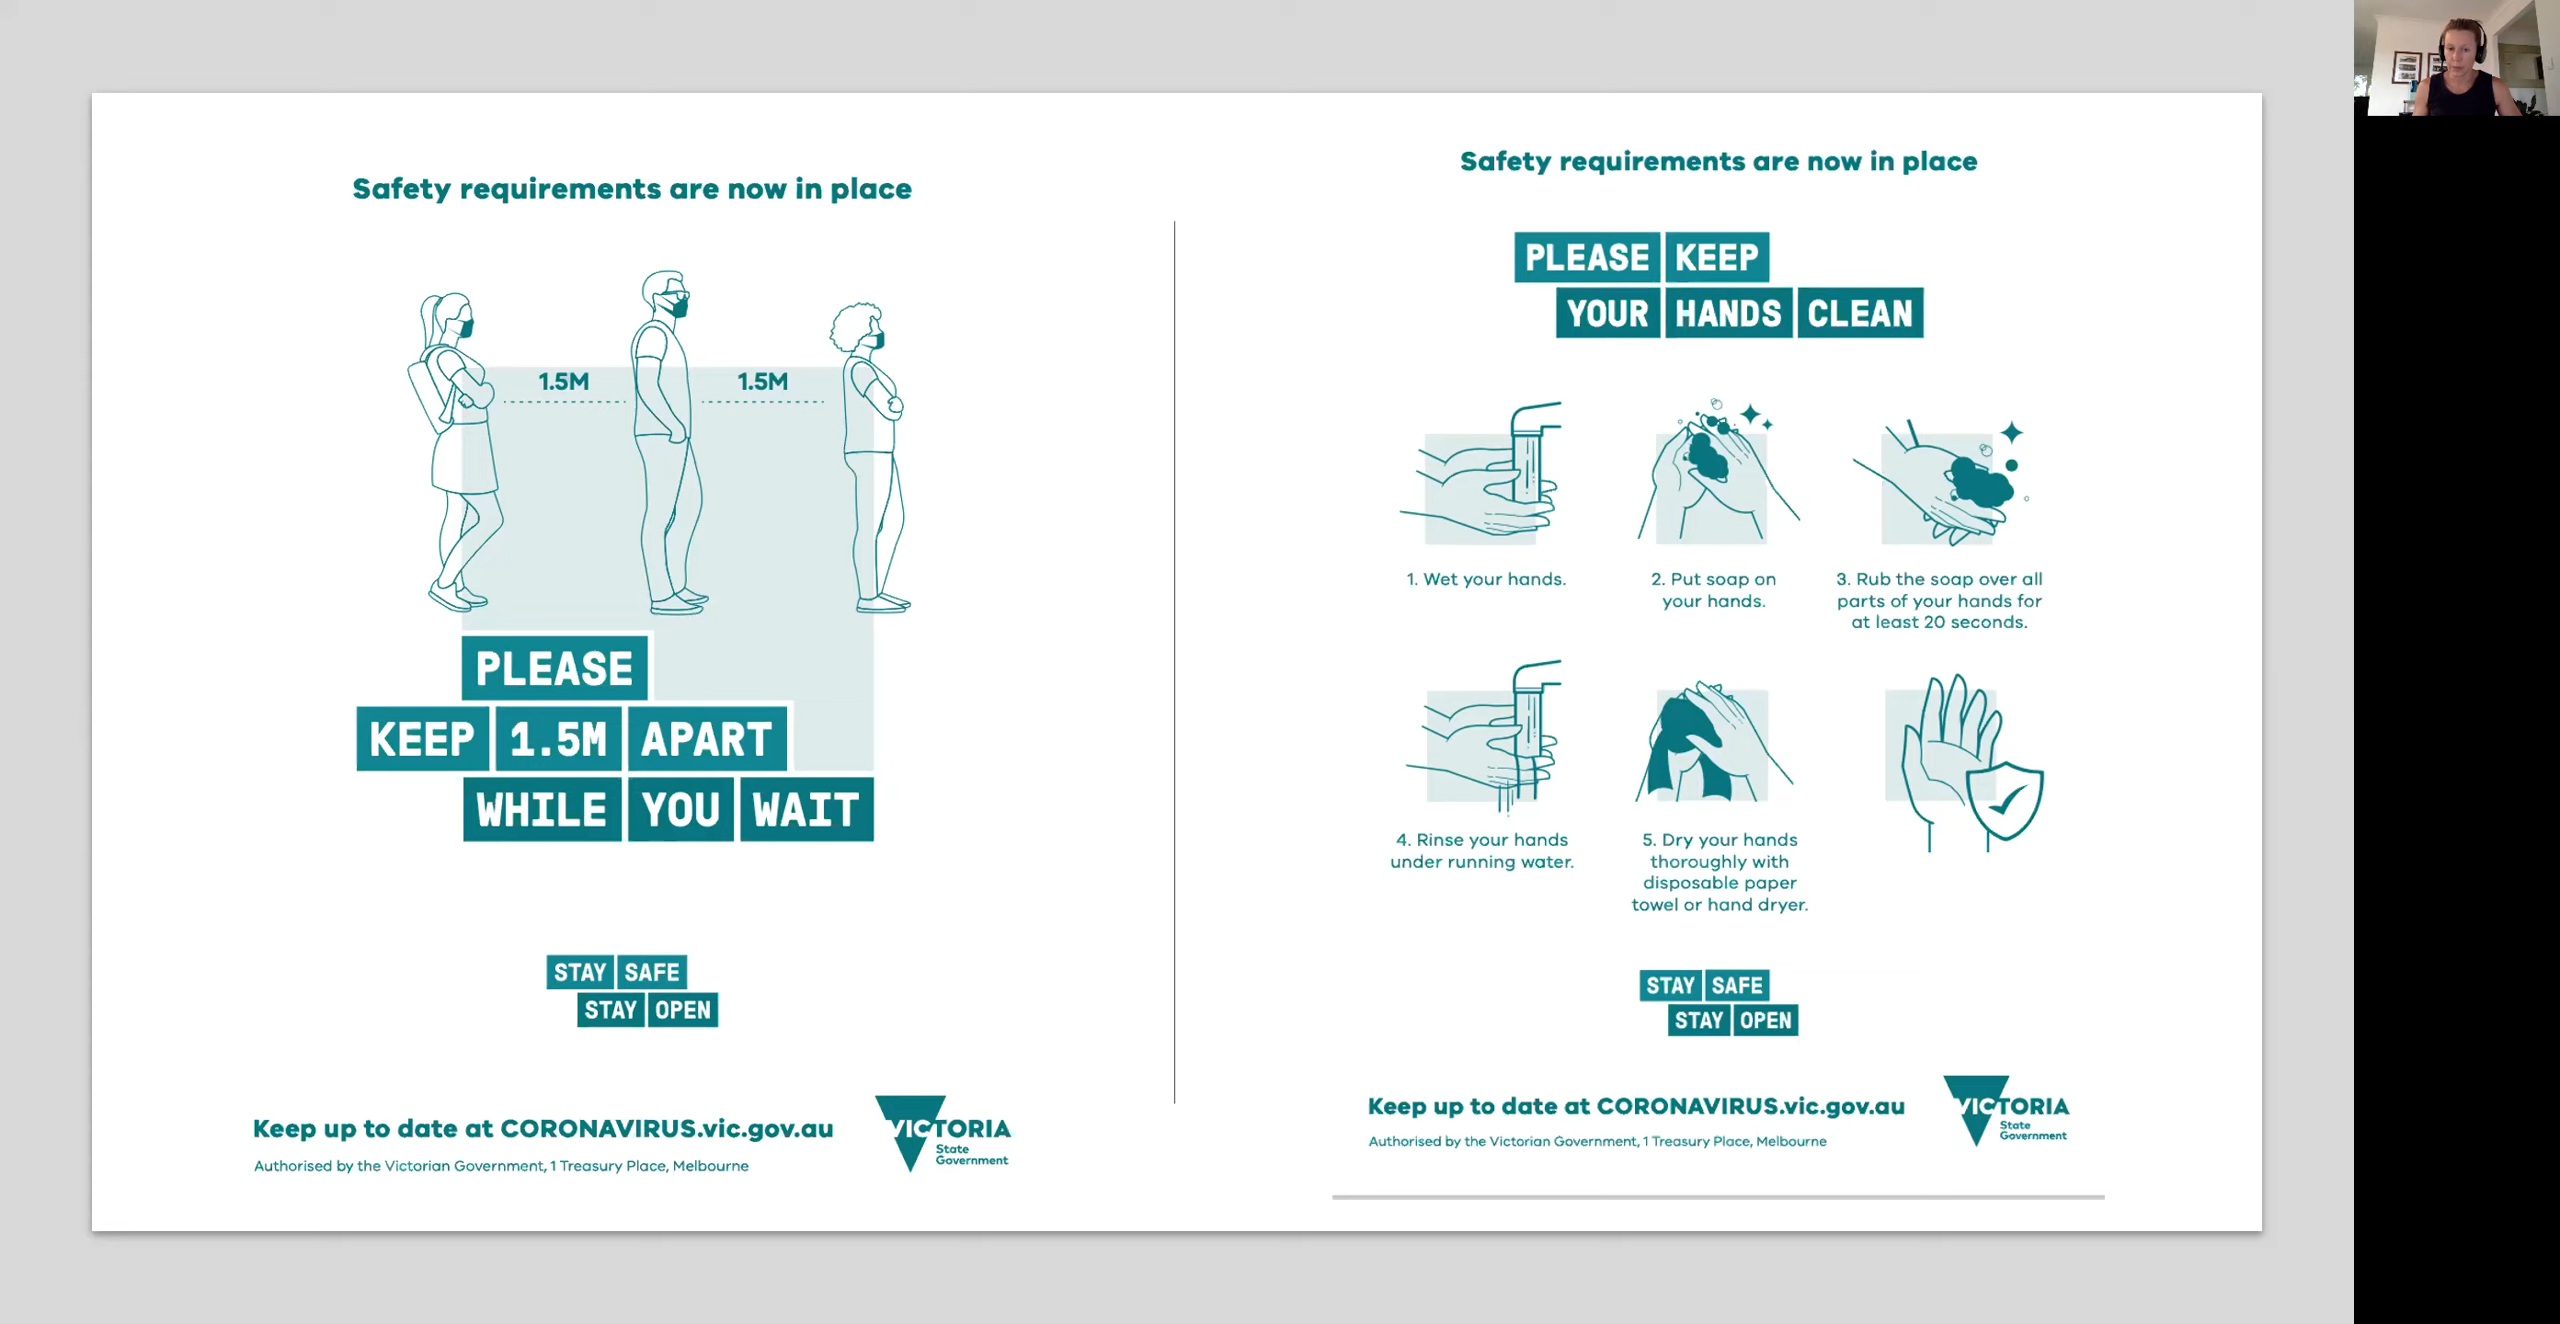 Safety requirements are now in place
1.5M
1.5M
PLEASE
KEEP 1.5M APART
WHILE YOU WAIT
STAY SAFE
STAY OPEN
Keep up to date at CORONAVIRUS.vic.gov.au
Authorised by the Victorian Government, 1 Treasury Place, Melbourne
VICTORIA
State
Government
Safety requirements are now in place
PLEASE KEEP
YOUR HANDS CLEAN
1. Wet your hands.
2. Put soap on
your hands.
3. Rub the soap over all
parts of your hands for
at least 20 seconds.
4. Rinse your hands
under running water.
5. Dry your hands
thoroughly with
disposable paper
towel or hand dryer.
STAY SAFE
STAY OPEN
Keep up to date at CORONAVIRUS.vic.gov.au
Authorised by the Victorian Government, 1 Treasury Place, Melbourne
VICTORIA
State
Government